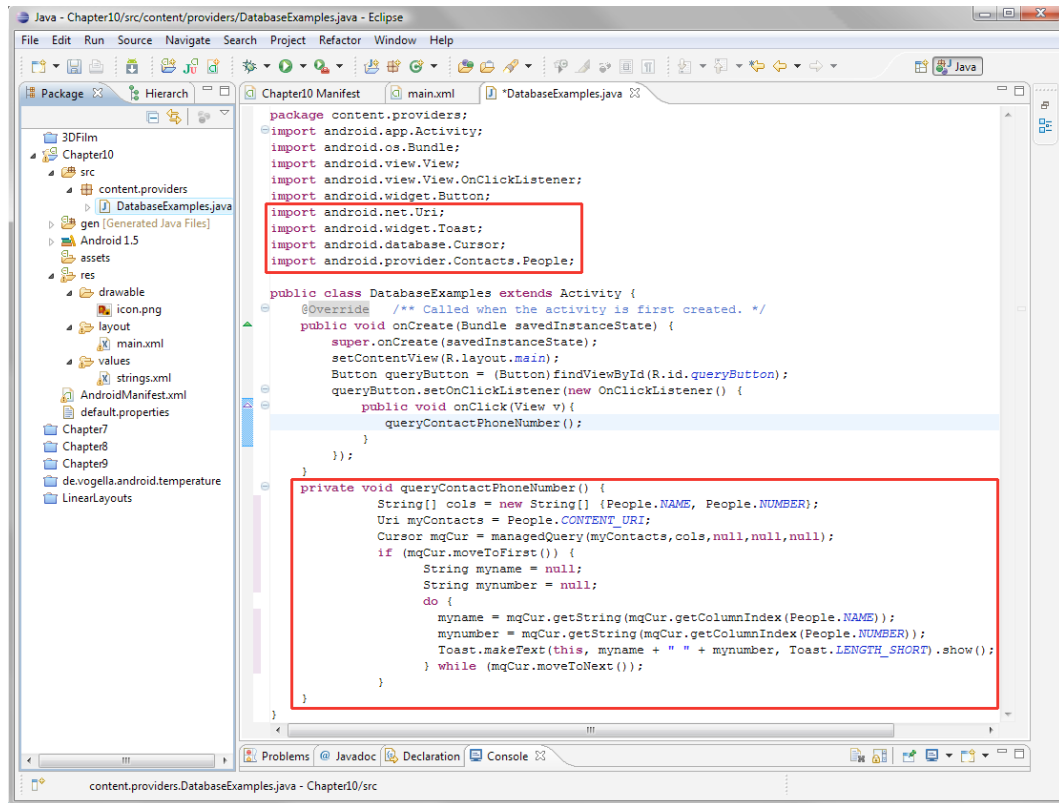 Java - Chapter10/src/content/providers/DatabaseExamples.java - Eclipse
File Edit Run Source Navigate Search Project Refactor Window Help
Java
Package Hierarch
Chapter10 Manifest main.xml *DatabaseExamples.java
3DFilm
Chapter10
src
content.providers
DatabaseExamples.java
gen [Generated Java Files]
Android 1.5
assets
res
drawable
icon.png
layout
main.xml
values
strings.xml
AndroidManifest.xml
default.properties
Chapter7
Chapter8
Chapter9
de.vogella.android.temperature
LinearLayouts
package content.providers;
import android.app.Activity;
import android.os.Bundle;
import android.view.View;
import android.view.View.OnClickListener;
import android.widget.Button;
import android.net.Uri;
import android.widget.Toast;
import android.database.Cursor;
import android.provider.Contacts.People;
public class DatabaseExamples extends Activity {
@Override /** Called when the activity is first created. */
public void onCreate(Bundle savedInstanceState) {
super.onCreate(savedInstanceState);
setContentView(R.layout.main);
Button queryButton = (Button)findViewById(R.id.queryButton);
queryButton.setOnClickListener(new OnClickListener() {
public void onClick(View v){
queryContactPhoneNumber();
}
});
}
private void queryContactPhoneNumber() {
String[] cols = new String[] {People.NAME, People.NUMBER};
Uri myContacts = People.CONTENT_URI;
Cursor mqCur = managedQuery(myContacts,cols,null,null,null);
if (mqCur.moveToFirst()) {
String myname = null;
String mynumber = null;
do {
myname = mqCur.getString(mqCur.getColumnIndex(People.NAME));
mynumber = mqCur.getString(mqCur.getColumnIndex(People.NUMBER));
Toast.makeText(this, myname + " " + mynumber, Toast.LENGTH_SHORT).show();
} while (mqCur.moveToNext());
}
}
}
Problems @ Javadoc Declaration Console
content.providers.DatabaseExamples.java - Chapter10/src